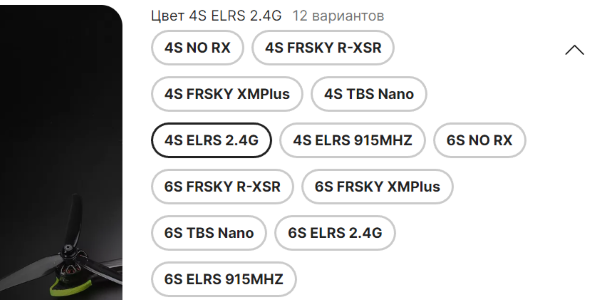 Цвет 4S ELRS 2.4G 12 вариантов
4S NO RX 4S FRSKY R-XSR
4S FRSKY XMPlus 4S TBS Nano
4S ELRS 2.4G 4S ELRS 915MHZ 6S NO RX
6S FRSKY R-XSR 6S FRSKY XMPlus
6S TBS Nano 6S ELRS 2.4G
6S ELRS 915MHZ